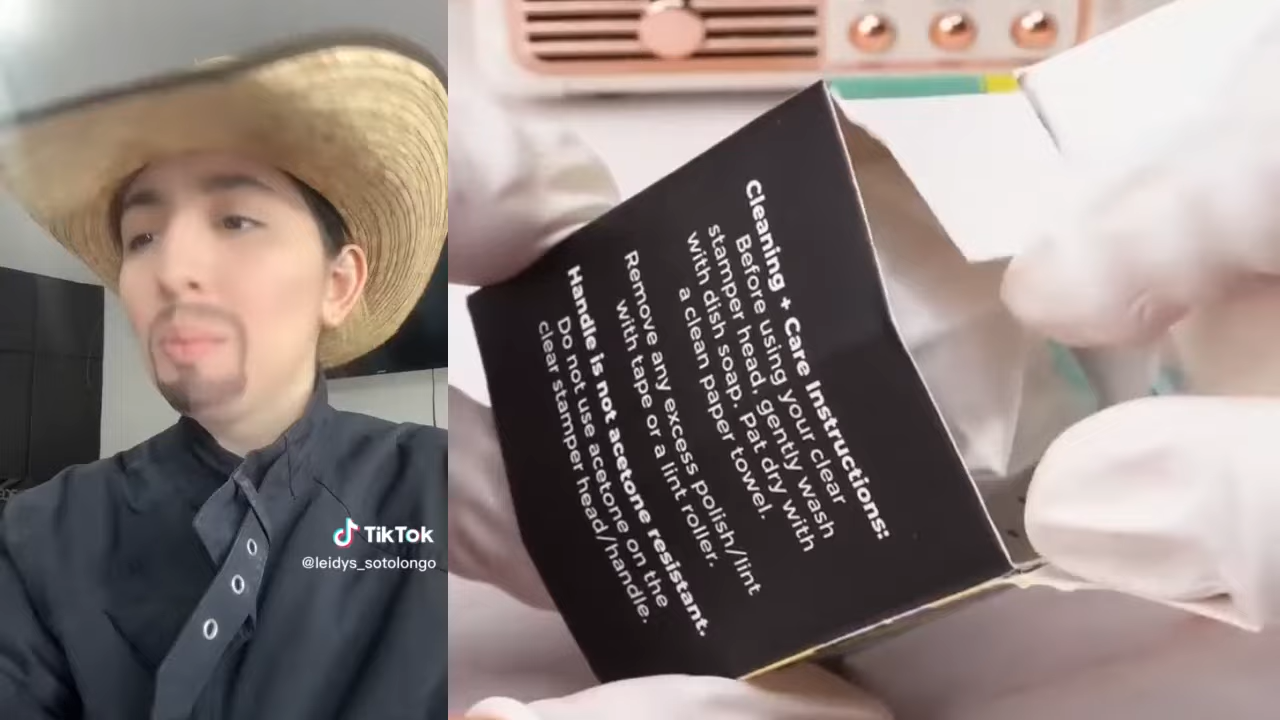 TikTok
@leidys_sotolongo
Cleaning + Care Instructions:
Before using your clear
stamper head, gently wash
with dish soap. Pat dry with
a clean paper towel.
Remove any excess polish/lint
with tape or a lint roller.
Handle is not acetone resistant.
Do not use acetone on the
clear stamper head/handle.